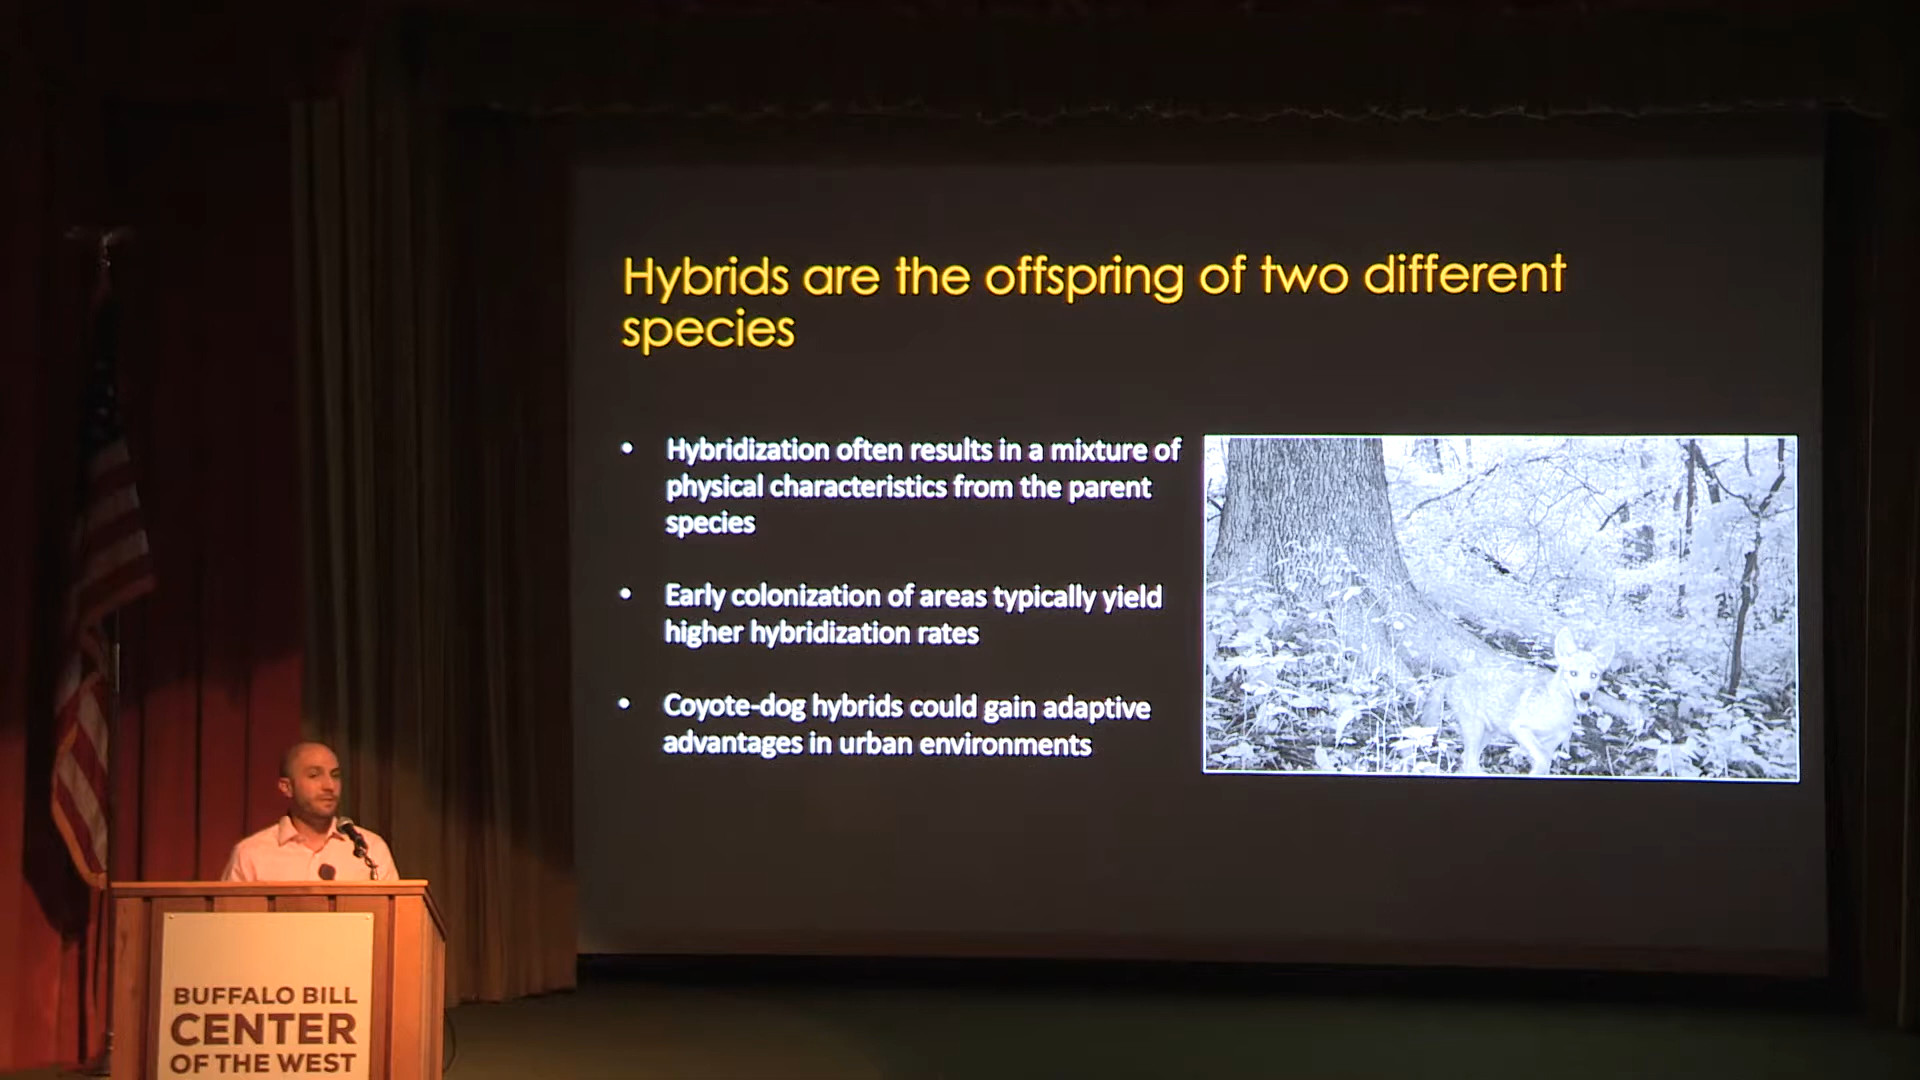 Hybrids are the offspring of two different
species
• Hybridization often results in a mixture of
physical characteristics from the parent
species
• Early colonization of areas typically yield
higher hybridization rates
• Coyote-dog hybrids could gain adaptive
advantages in urban environments
BUFFALO BILL
CENTER
OF THE WEST